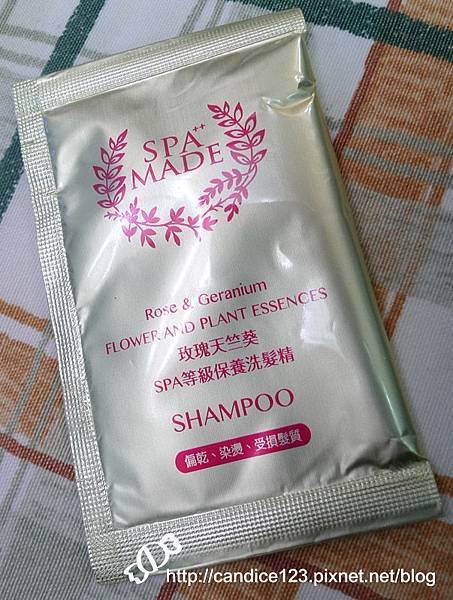 SPA++
MADE
Rose & Geranium
FLOWER AND PLANT ESSENCES
玫瑰天竺葵
SPA等級保養洗髮精
SHAMPOO
偏乾、染燙、受損髮質
http://candice123.pixnet.net/blog